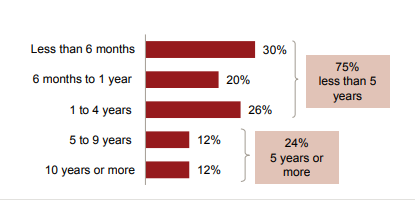 Less than 6 months 30%
6 months to 1 year 20%
1 to 4 years 26%
75%
less than 5
years
5 to 9 years 12%
10 years or more 12%
24%
5 years or
more